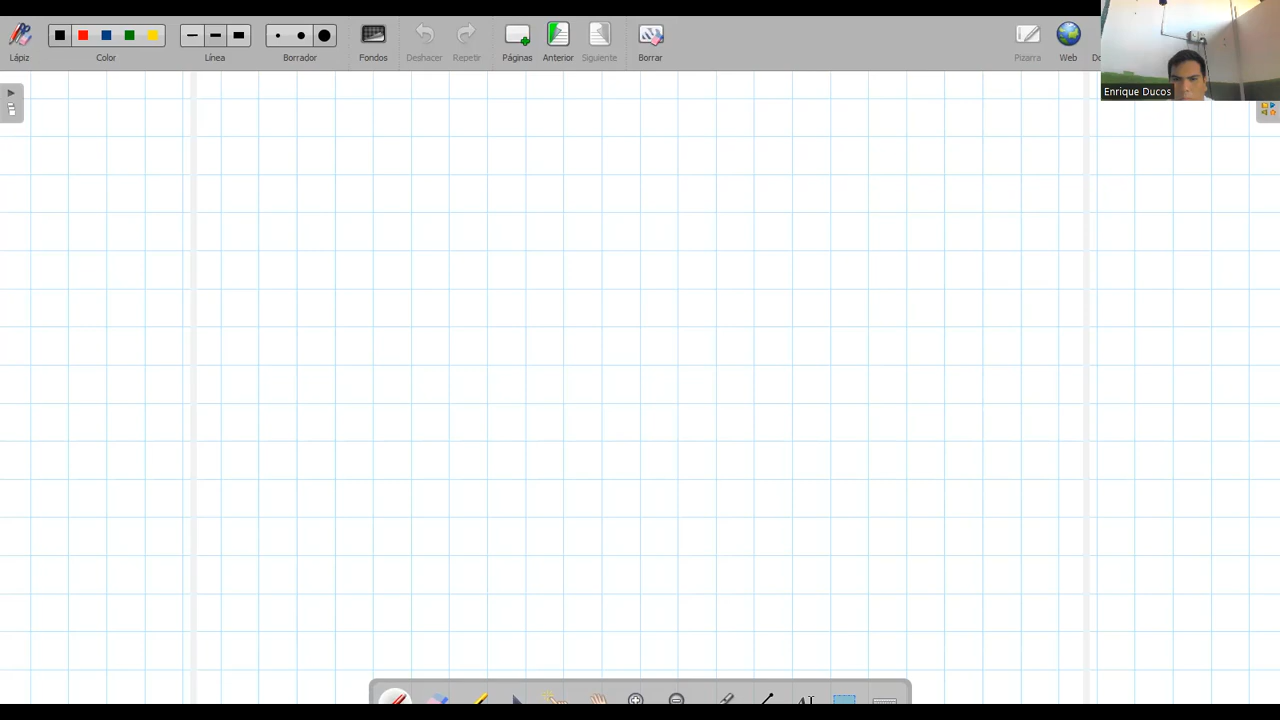 Lápiz
Color
Línea
Borrador
Fondos
Deshacer
Repetir
Páginas
Anterior
Siguiente
Borrar
Pizarra
Web
Enrique Ducos